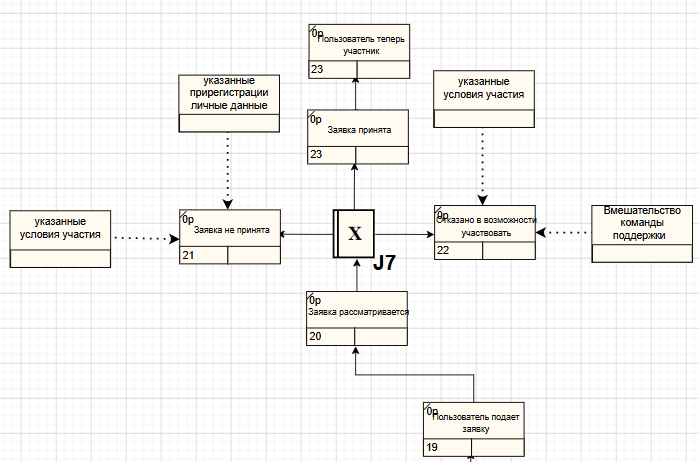 0р
Пользователь теперь
участник
23
указанные
прирегистрации
личные данные
указанные
условия участия
0р
Заявка принята
23
указанные
условия участия
0р
Заявка не принята
21
X
J7
0р
Отказано в возможности
участвовать
22
Вмешательство
команды
поддержки
0р
Заявка рассматривается
20
0р
Пользователь подает
заявку
19